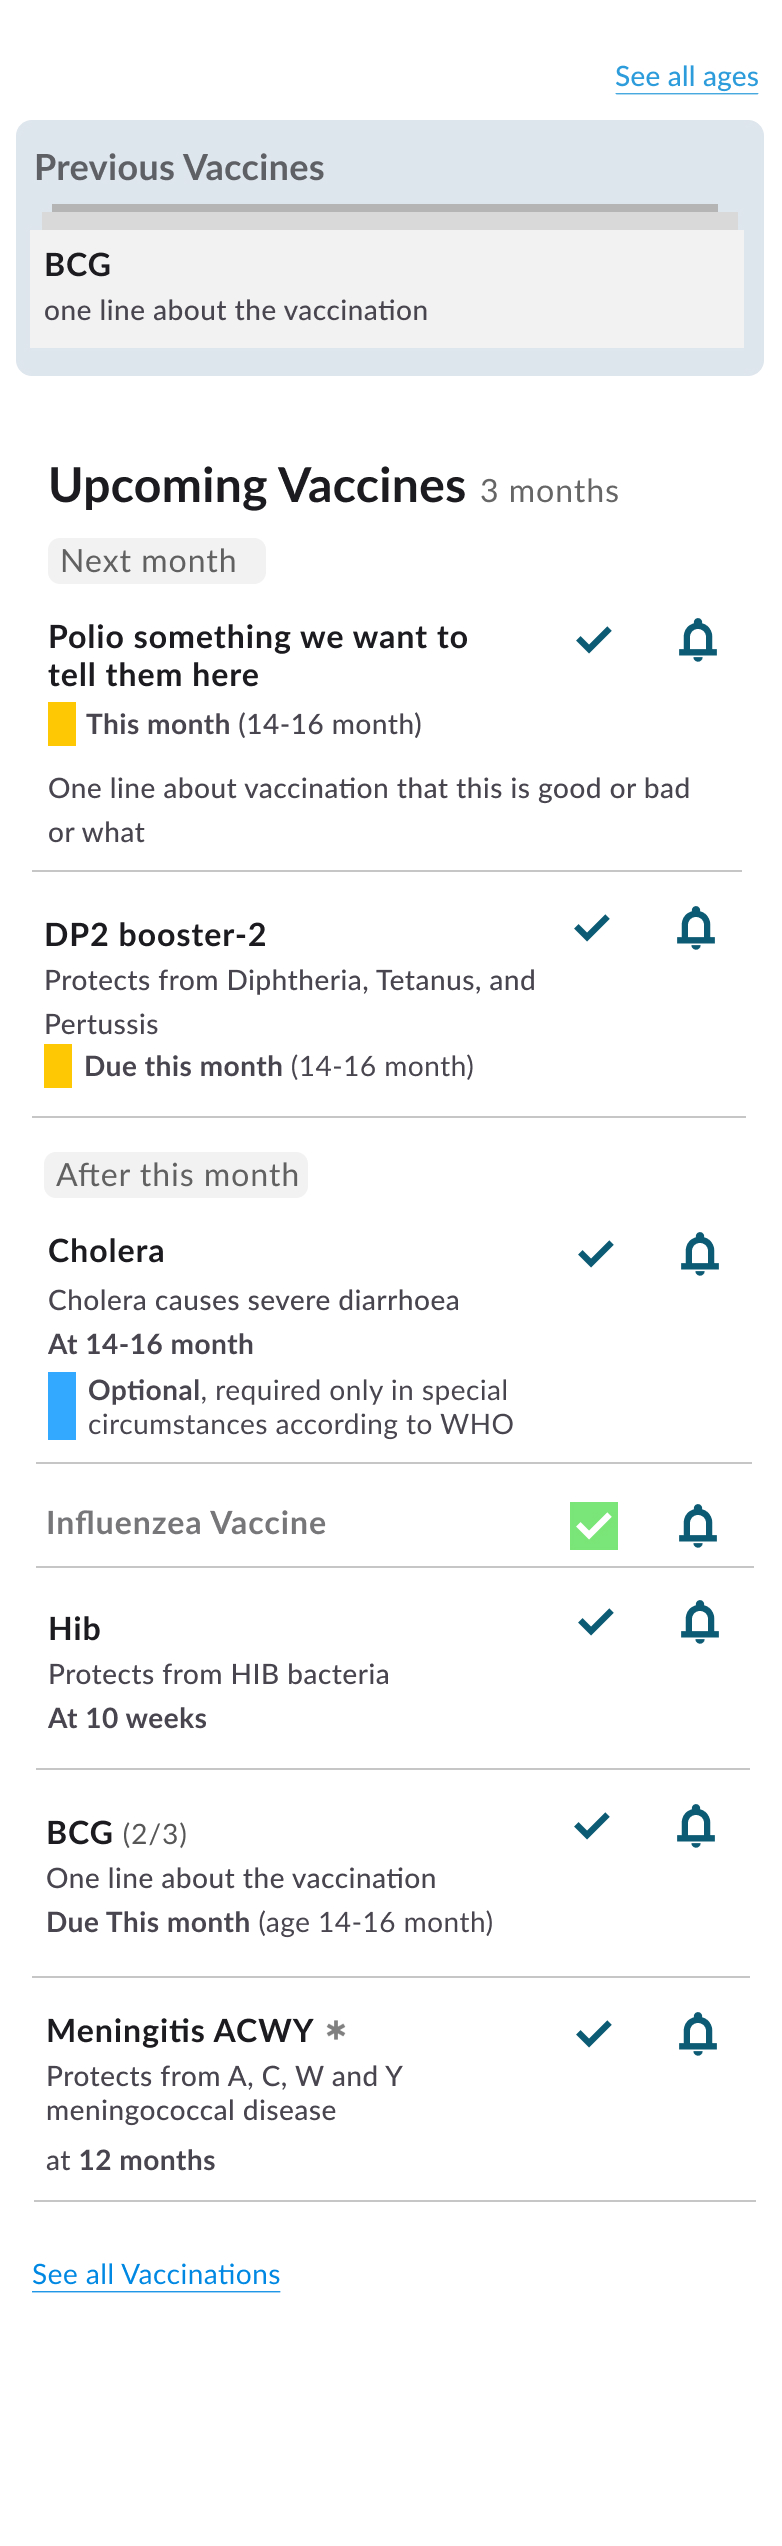 See all ages
Previous Vaccines
BCG
one line about the vaccination
Upcoming Vaccines 3 months
Next month
Polio something we want to
tell them here
This month (14-16 month)
One line about vaccination that this is good or bad
or what
DP2 booster-2
Protects from Diphtheria, Tetanus, and
Pertussis
Due this month (14-16 month)
After this month
Cholera
Cholera causes severe diarrhoea
At 14-16 month
Optional, required only in special
circumstances according to WHO
Influenzea Vaccine
Hib
Protects from HIB bacteria
At 10 weeks
BCG (2/3)
One line about the vaccination
Due This month (age 14-16 month)
Meningitis ACWY *
Protects from A, C, W and Y
meningococcal disease
at 12 months
See all Vaccinations